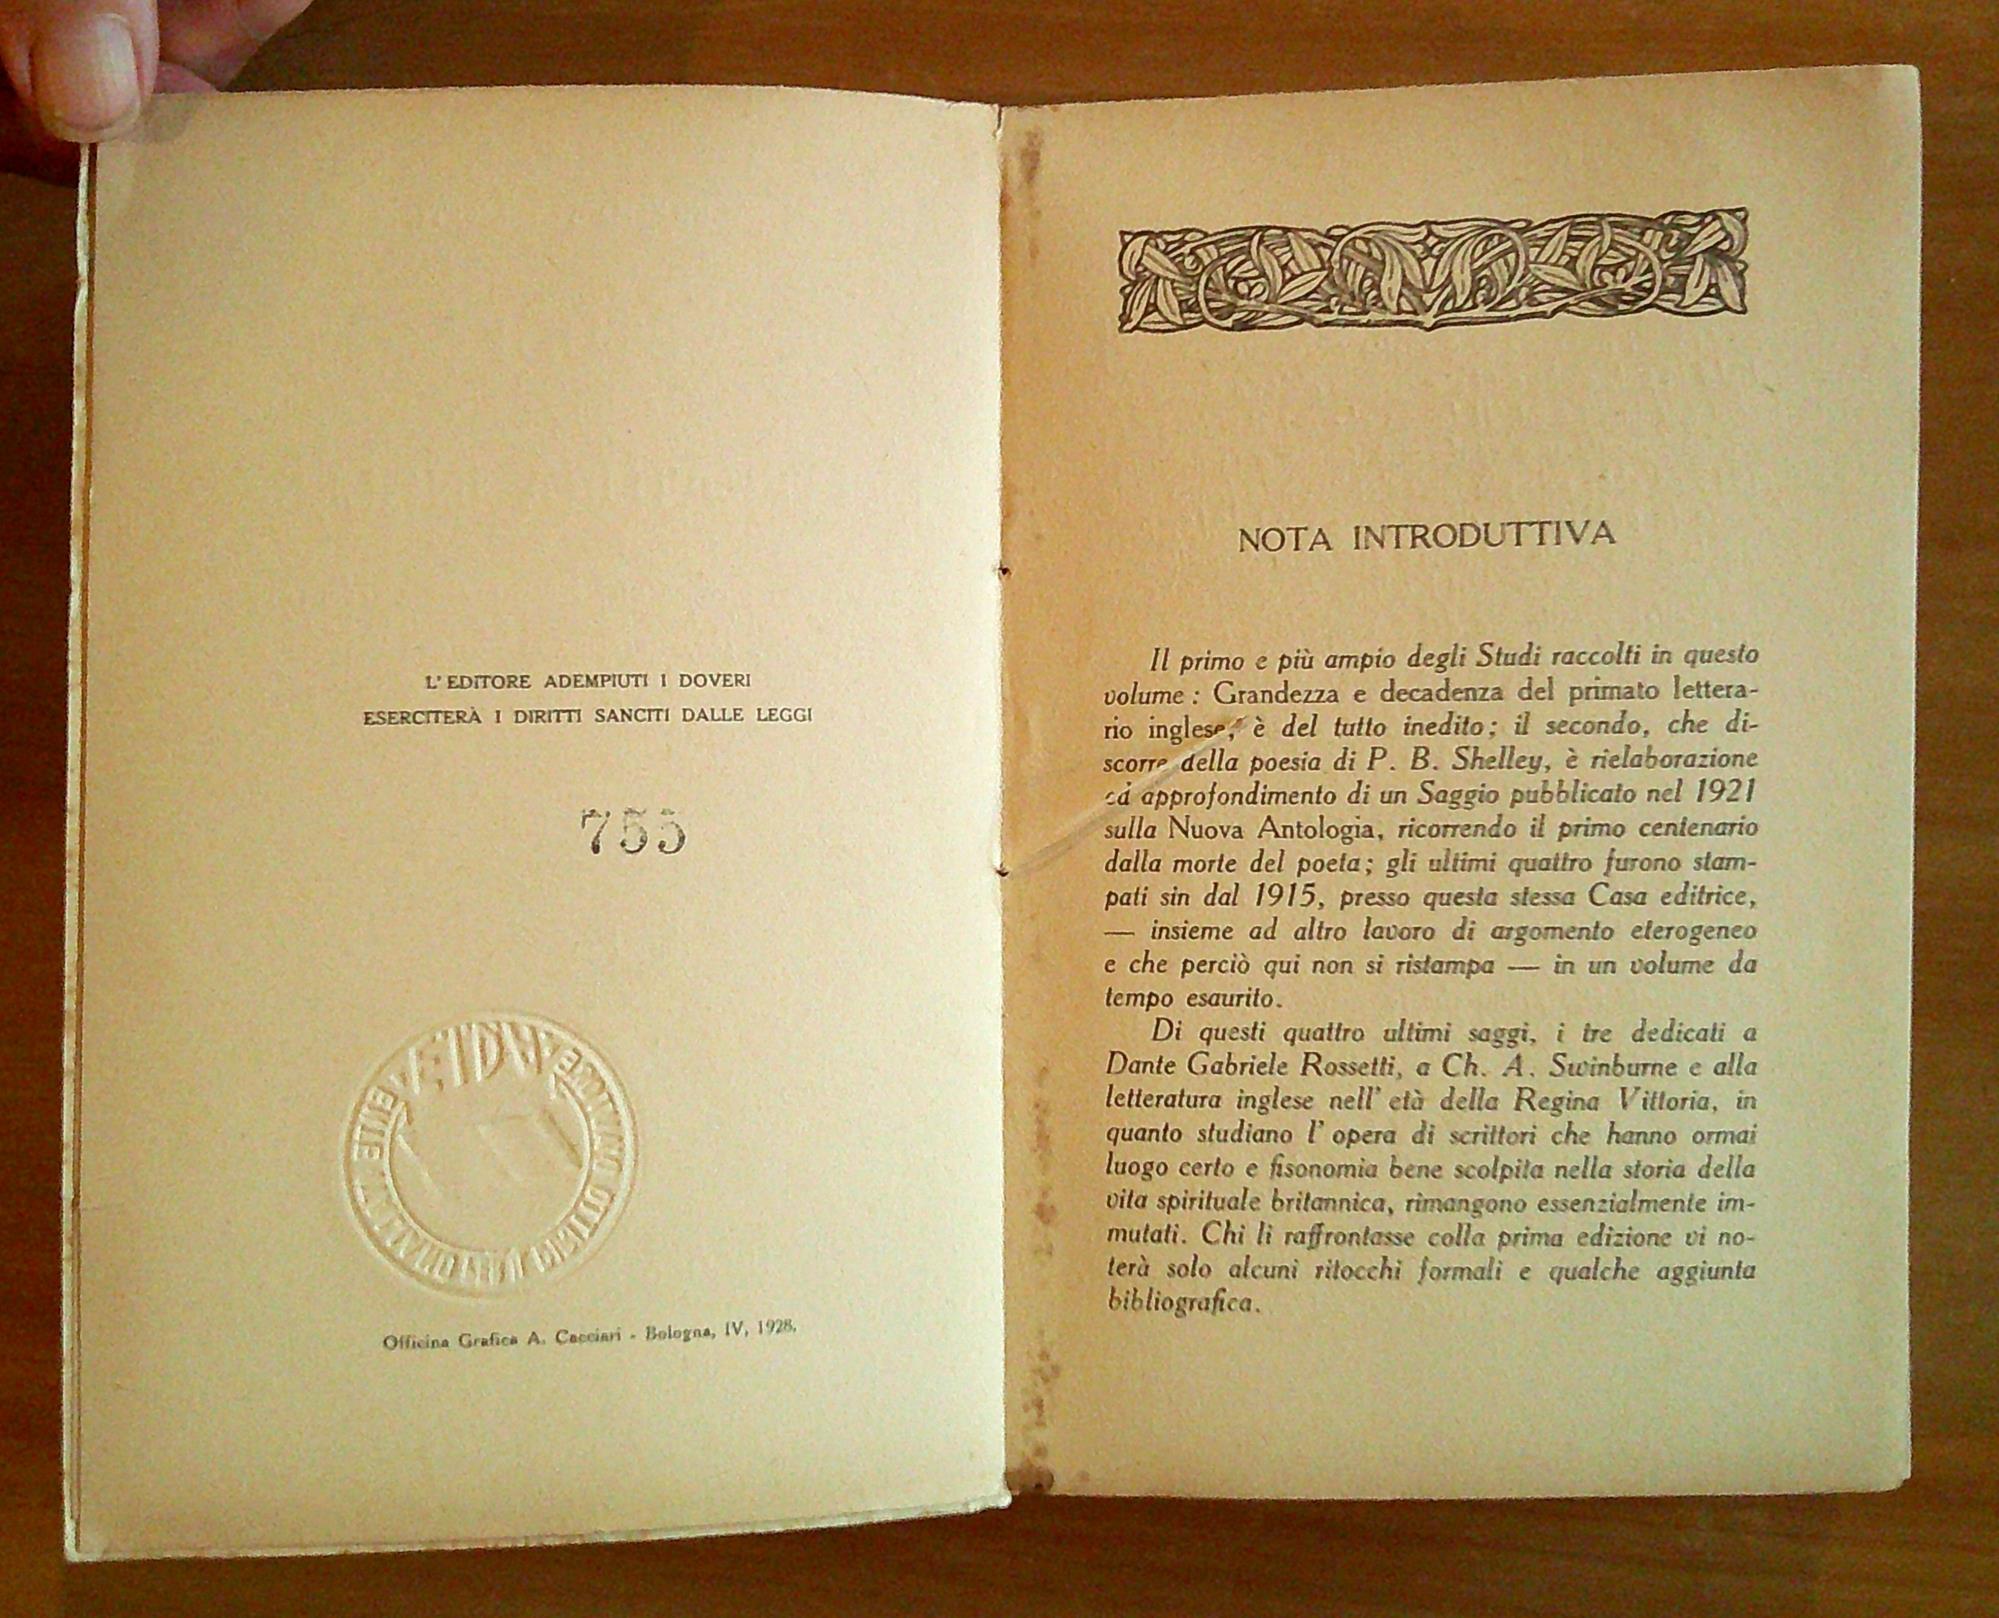 L' EDITORE ADEMPIUTI I DOVERI
ESERCITERÀ I DIRITTI SANCITI DALLE LEGGI
755
Officina Grafica A. Cacciari - Bologna, IV, 1928.
NOTA INTRODUTTIVA
Il primo e più ampio degli Studi raccolti in questo
volume : Grandezza e decadenza del primato lettera-
rio inglese, è del tutto inedito ; il secondo, che di-
scorre della poesia di P. B. Shelley, è rielaborazione
ed approfondimento di un Saggio pubblicato nel 1921
sulla Nuova Antologia, ricorrendo il primo centenario
dalla morte del poeta ; gli ultimi quattro furono stam-
pati sin dal 1915, presso questa stessa Casa editrice,
— insieme ad altro lavoro di argomento eterogeneo
e che perciò qui non si ristampa — in un volume da
tempo esaurito.
Di questi quattro ultimi saggi, i tre dedicati a
Dante Gabriele Rossetti, a Ch. A. Swinburne e alla
letteratura inglese nell' età della Regina Vittoria, in
quanto studiano l' opera di scrittori che hanno ormai
luogo certo e fisonomia bene scolpita nella storia della
vita spirituale britannica, rimangono essenzialmente im-
mutati. Chi li raffrontasse colla prima edizione vi no-
terà solo alcuni ritocchi formali e qualche aggiunta
bibliografica.